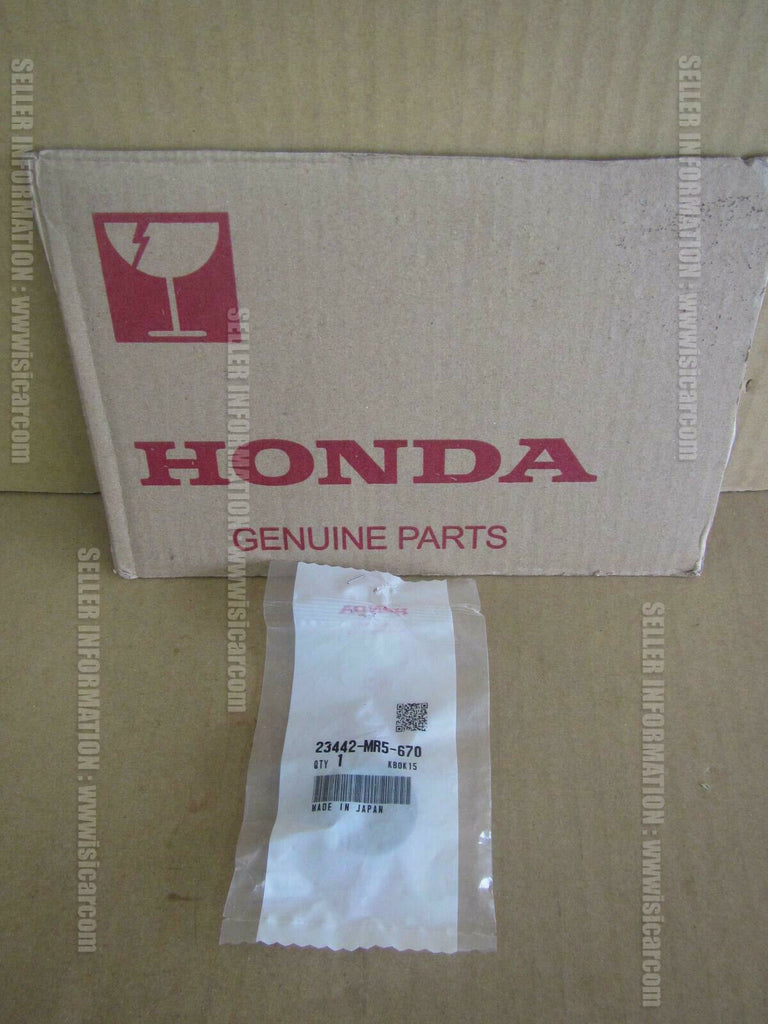 HONDA
GENUINE PARTS
HONDA
23442-MR5-670
QTY 1 KBOK15
MADE IN JAPAN
SELLER INFORMATION : www.isicar.com
SELLER INFORMATION : www.isicar.com
SELLER INFORMATION : www.isicar.com
SELLER INFORMATION : www.isicar.com
SELLER INFORMATION : www.isicar.com